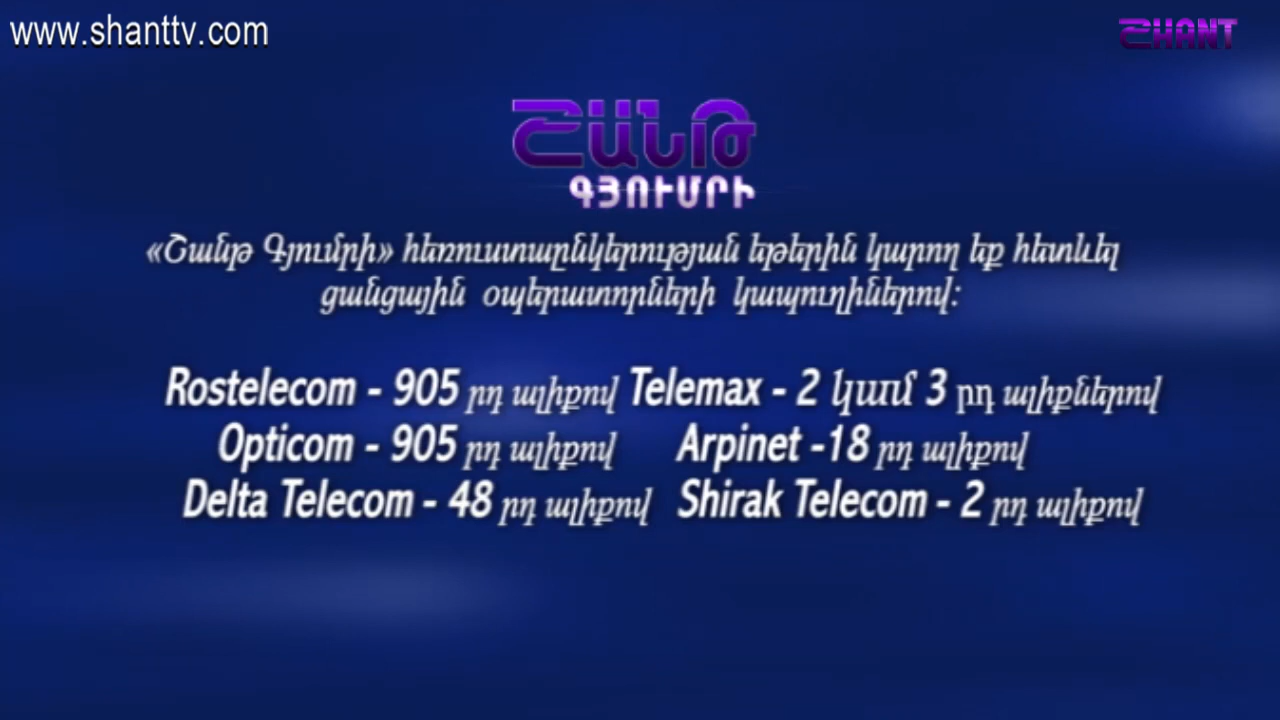 www.shanttv.com
SHANT
ՇԱՆԹ
ԳՅՈՒՄՐԻ
«Շանթ Գյումրի» հեռուստաընկերության եթերին կարող եք հետևել
ցանցային օպերատորների կապուղիներով:
Rostelecom - 905 րդ ալիքով Telemax - 2 կամ 3 րդ ալիքներով
Opticom - 905 րդ ալիքով Arpinet -18 րդ ալիքով
Delta Telecom - 48 րդ ալիքով Shirak Telecom - 2 րդ ալիքով